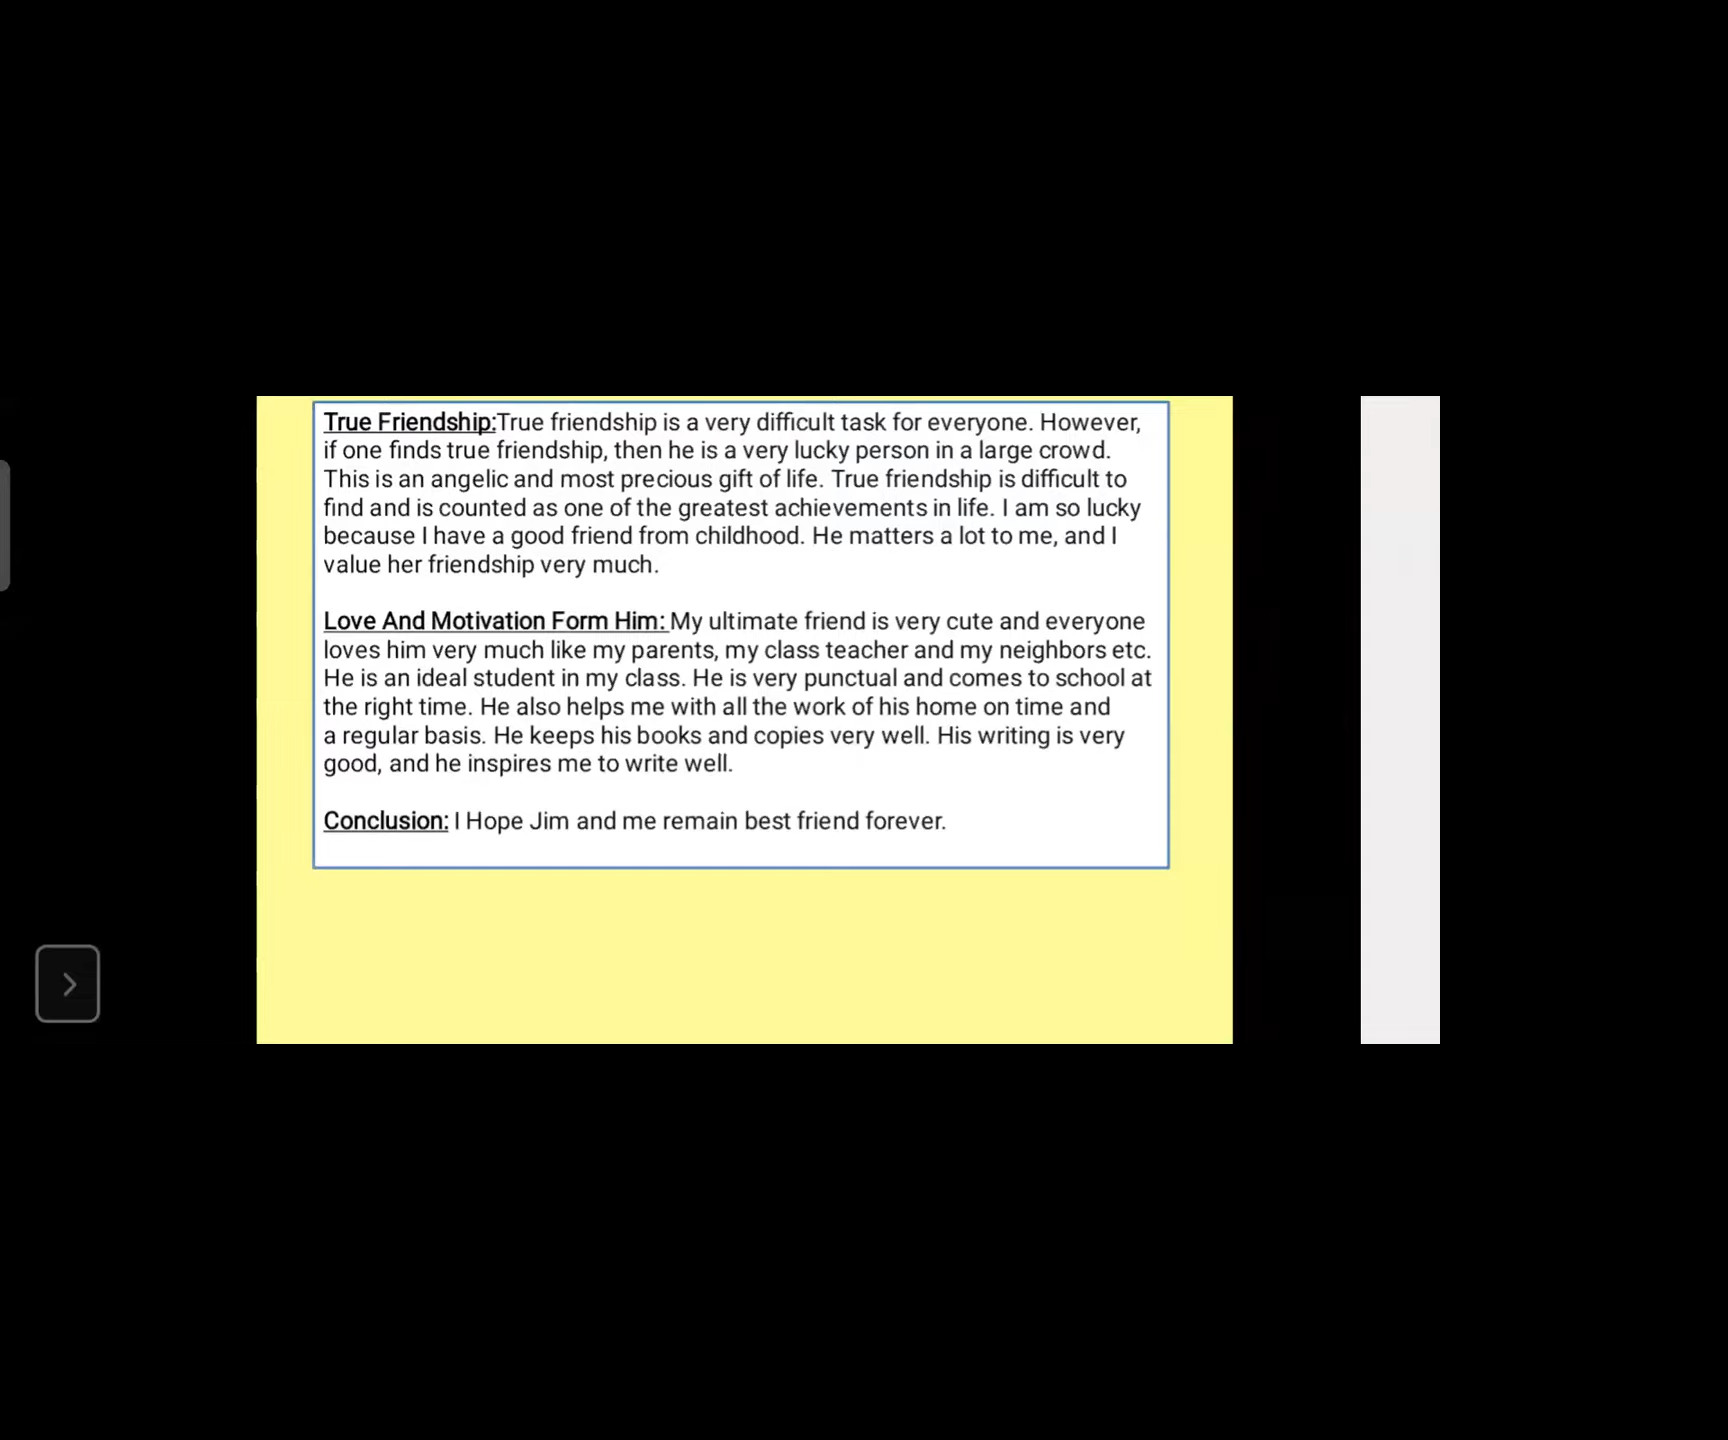 True Friendship:True friendship is a very difficult task for everyone. However,
if one finds true friendship, then he is a very lucky person in a large crowd.
This is an angelic and most precious gift of life. True friendship is difficult to
find and is counted as one of the greatest achievements in life. I am so lucky
because I have a good friend from childhood. He matters a lot to me, and I
value her friendship very much.
Love And Motivation Form Him: My ultimate friend is very cute and everyone
loves him very much like my parents, my class teacher and my neighbors etc.
He is an ideal student in my class. He is very punctual and comes to school at
the right time. He also helps me with all the work of his home on time and
a regular basis. He keeps his books and copies very well. His writing is very
good, and he inspires me to write well.
Conclusion: I Hope Jim and me remain best friend forever.